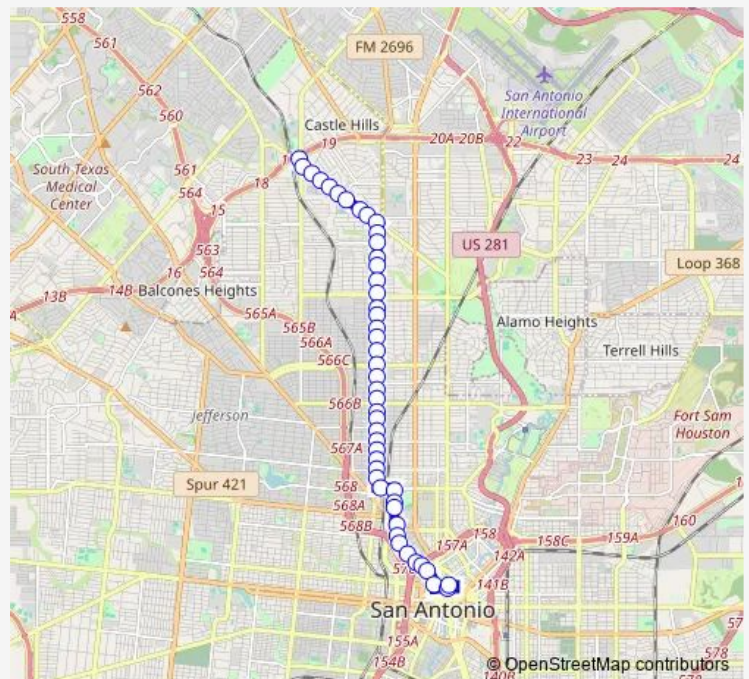 558
561
FM 2696
562
560
San Antonio
International
Airport
Castle Hills
19
20A 20B
22
23
24
24
South Texas
Medical
Center
561
564
18
15
563
564
US 281
Loop 368
16
13B
14B
Balcones Heights
565A
565B
566A
566C
Alamo Heights
Terrell Hills
Jefferson
566B
Fort Sam
Houston
567A
Spur 421
568
568A
568B
157A
158
158C
159A
160
142A
141B
San Antonio
155A
154B
140B
578
© OpenStreetMap contributors